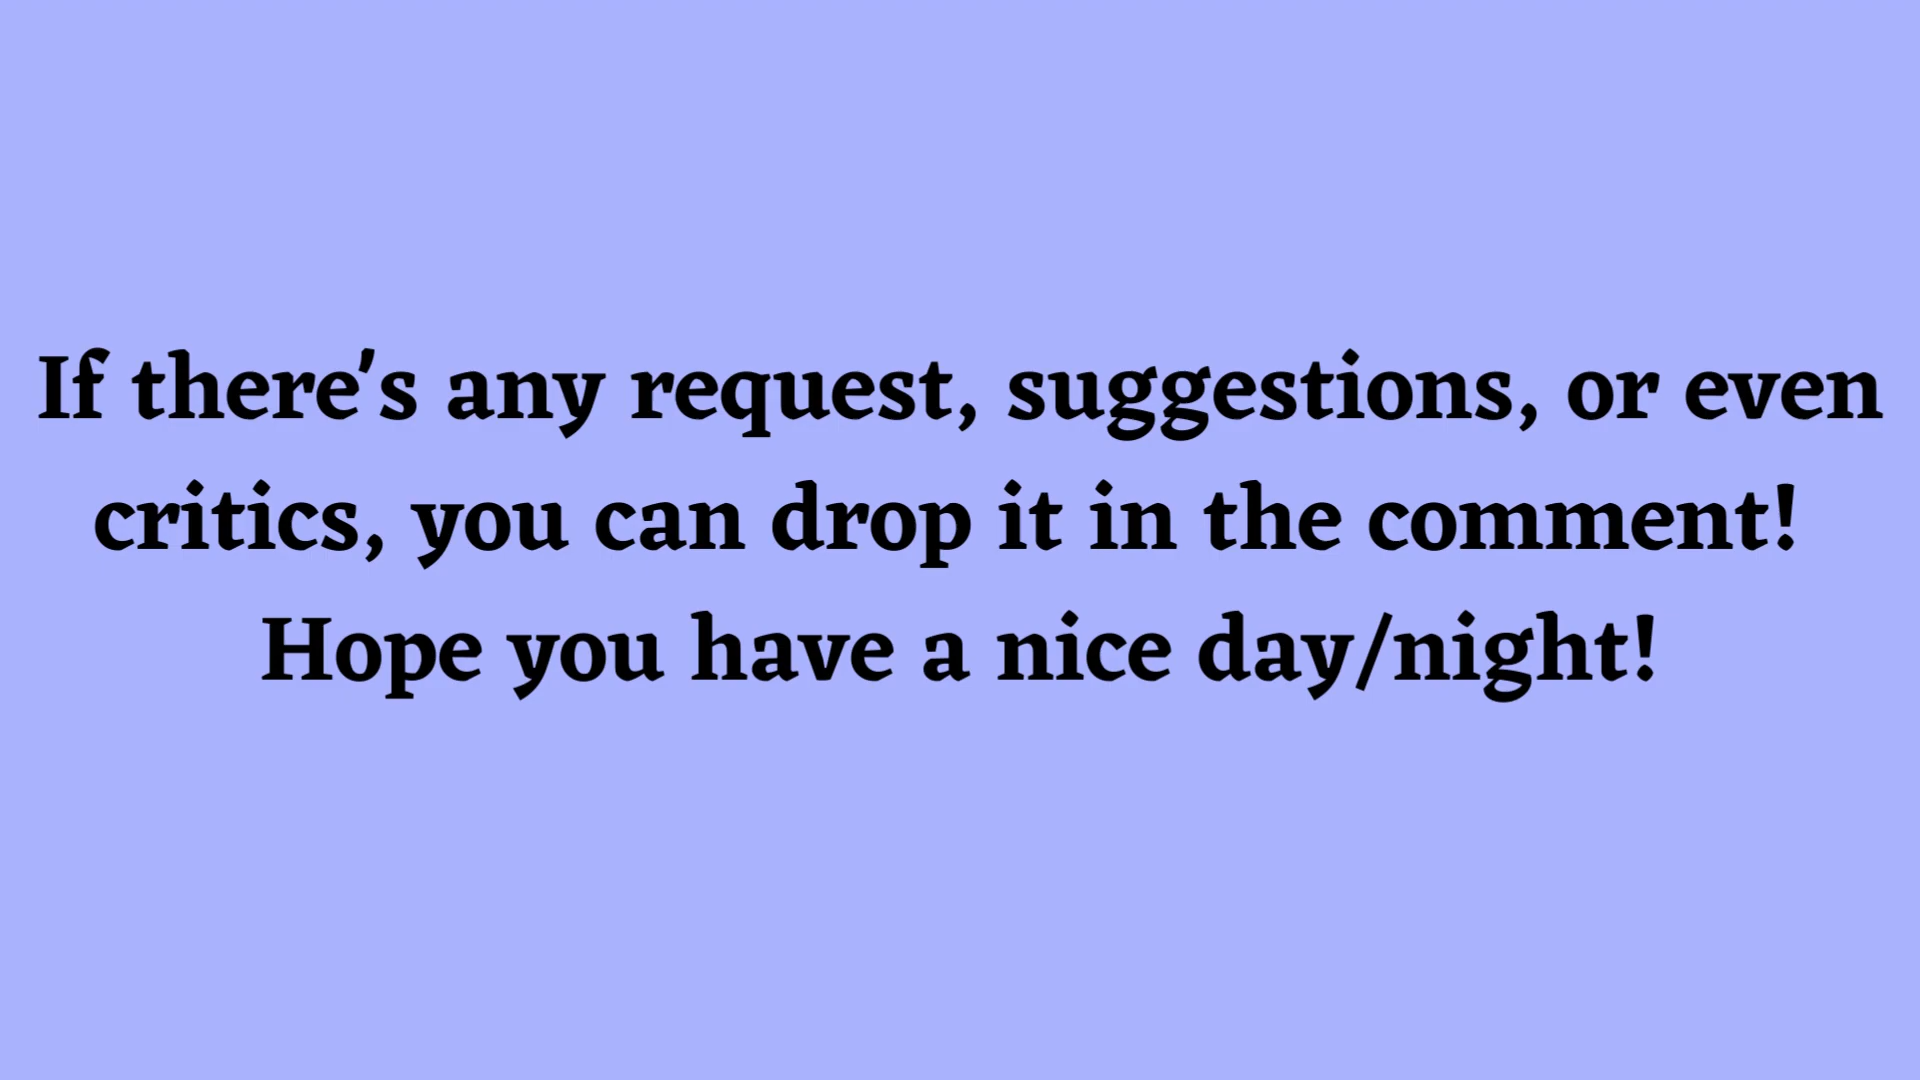 If there's any request, suggestions, or even
critics, you can drop it in the comment!
Hope you have a nice day/night!